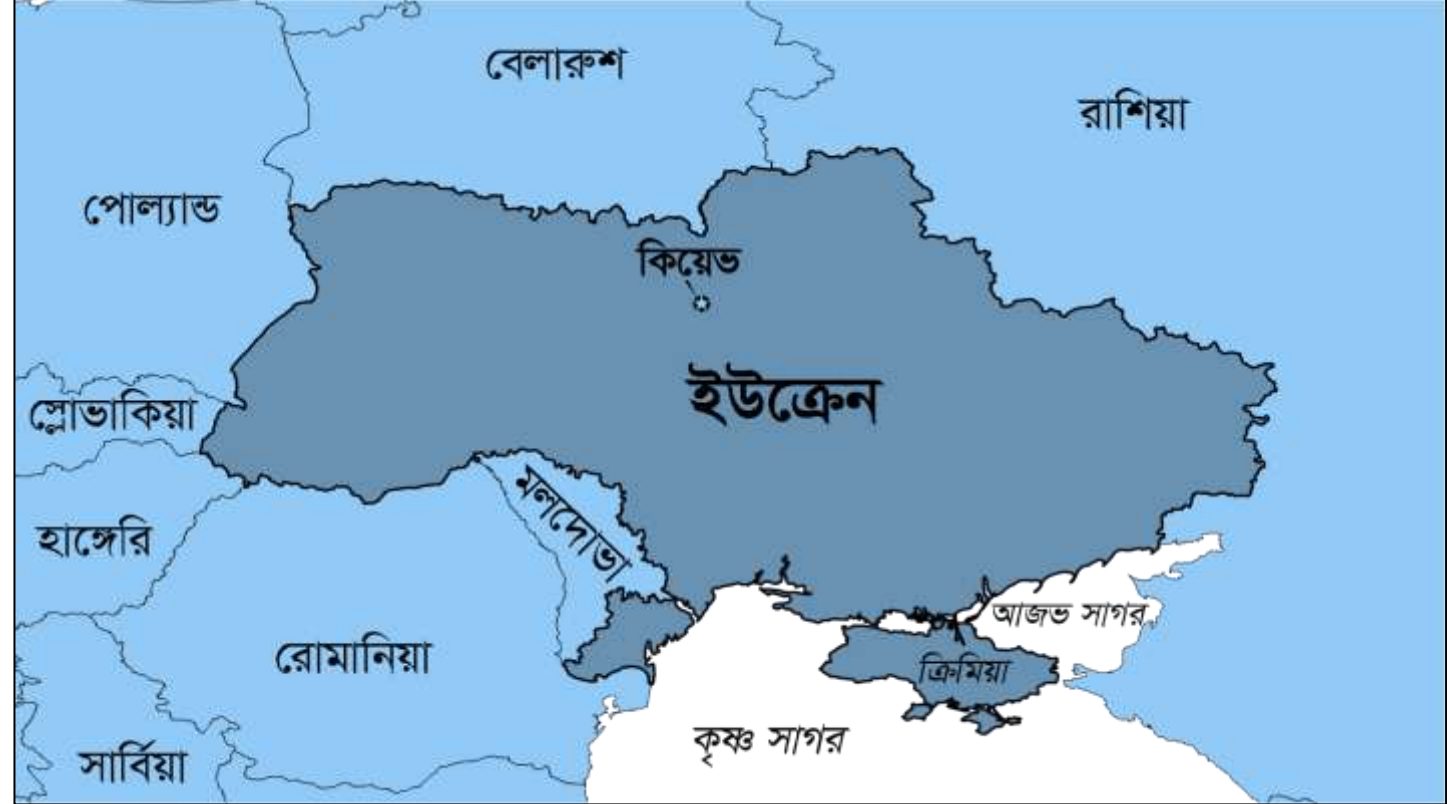 বেলারুশ
রাশিয়া
পোল্যান্ড
কিয়েভ
ইউক্রেন
স্লোভাকিয়া
মলদোভা
হাঙ্গেরি
আজভ সাগর
রোমানিয়া
ক্রিমিয়া
কৃষ্ণ সাগর
সার্বিয়া